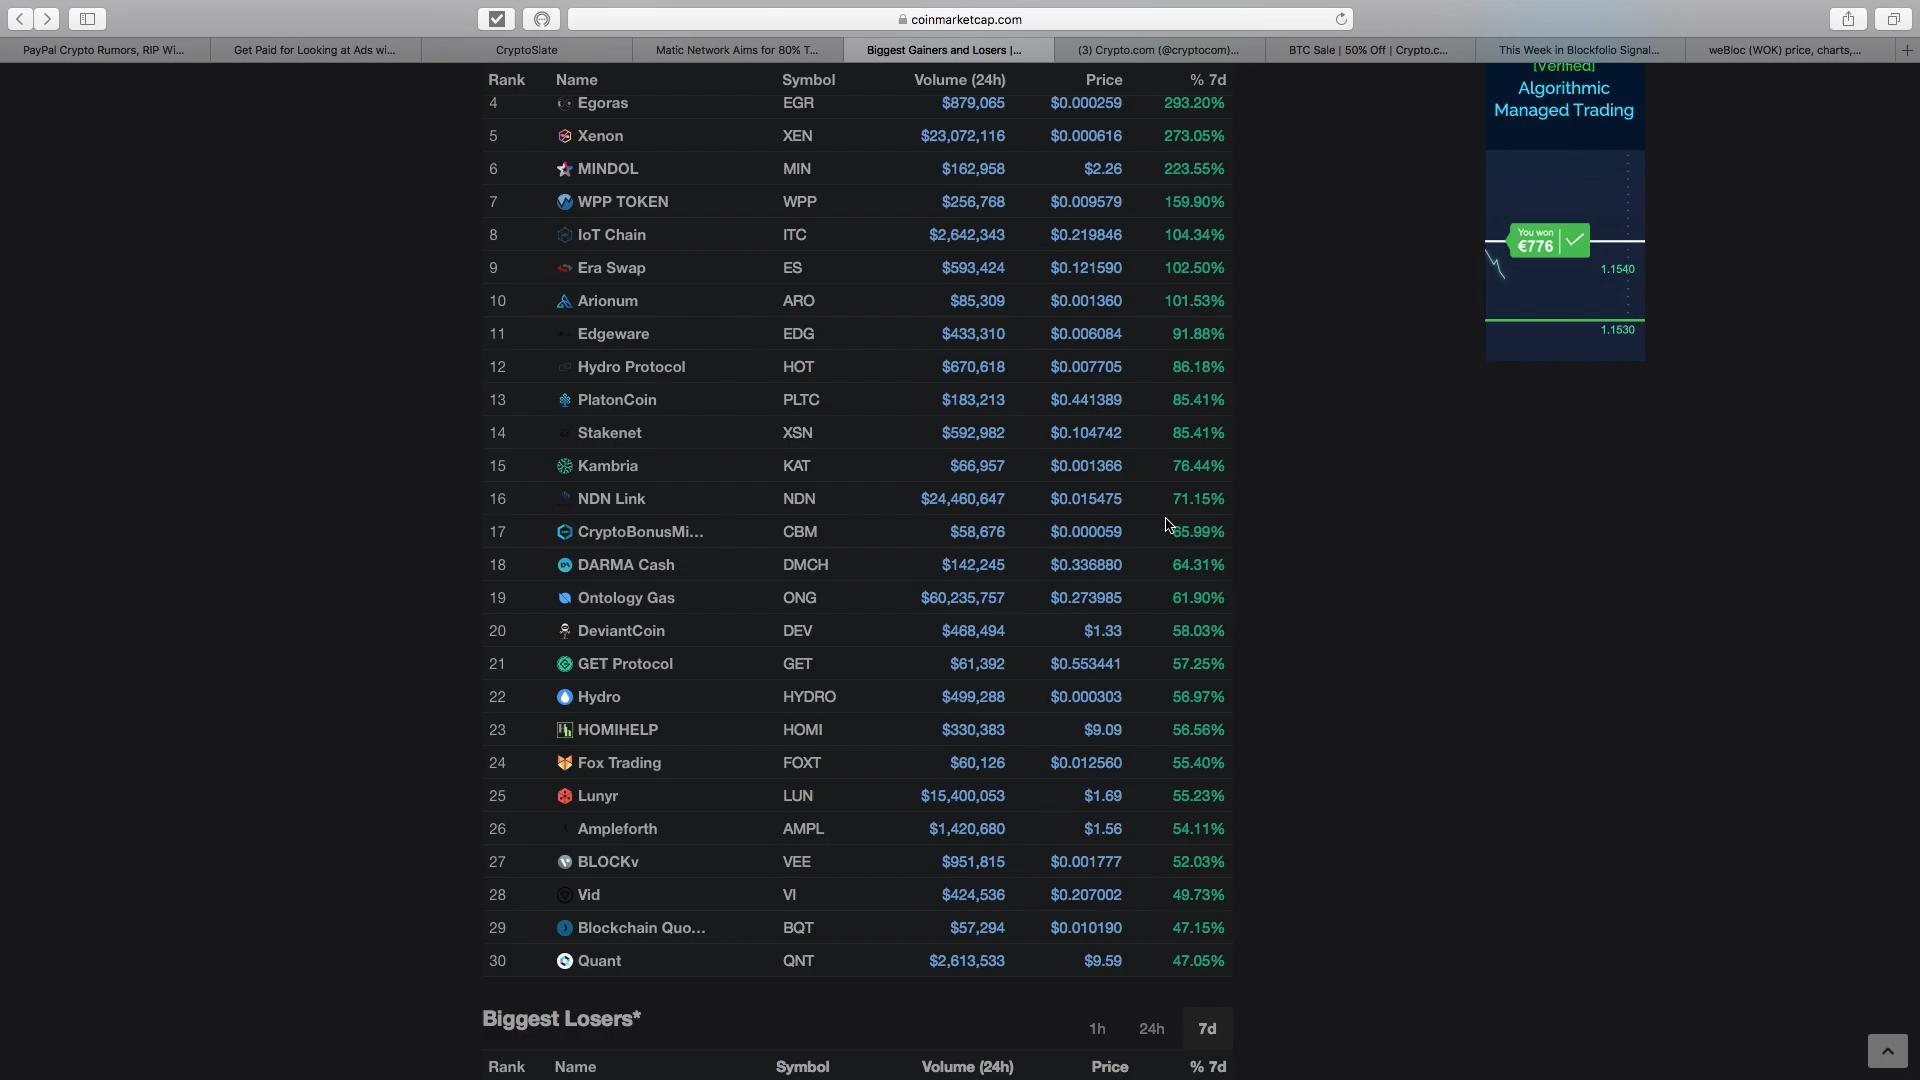 coinmarketcap.com
PayPal Crypto Rumors, RIP Wi...
Get Paid for Looking at Ads wi...
CryptoSlate
Matic Network Aims for 80% T...
Biggest Gainers and Losers |...
(3) Crypto.com (@cryptocom)...
BTC Sale | 50% Off | Crypto.c...
This Week in Blockfolio Signal...
weBloc (WOK) price, charts,...
Rank Name Symbol Volume (24h) Price % 7d
4 Egoras EGR $879,065 $0.000259 293.20%
5 Xenon XEN $23,072,116 $0.000616 273.05%
6 MINDOL MIN $162,958 $2.26 223.55%
7 WPP TOKEN WPP $256,768 $0.009579 159.90%
8 IoT Chain ITC $2,642,343 $0.219846 104.34%
9 Era Swap ES $593,424 $0.121590 102.50%
10 Arionum ARO $85,309 $0.001360 101.53%
11 Edgeware EDG $433,310 $0.006084 91.88%
12 Hydro Protocol HOT $670,618 $0.007705 86.18%
13 PlatonCoin PLTC $183,213 $0.441389 85.41%
14 Stakenet XSN $592,982 $0.104742 85.41%
15 Kambria KAT $66,957 $0.001366 76.44%
16 NDN Link NDN $24,460,647 $0.015475 71.15%
17 CryptoBonusMi... CBM $58,676 $0.000059 65.99%
18 DARMA Cash DMCH $142,245 $0.336880 64.31%
19 Ontology Gas ONG $60,235,757 $0.273985 61.90%
20 DeviantCoin DEV $468,494 $1.33 58.03%
21 GET Protocol GET $61,392 $0.553441 57.25%
22 Hydro HYDRO $499,288 $0.000303 56.97%
23 HOMIHELP HOMI $330,383 $9.09 56.56%
24 Fox Trading FOXT $60,126 $0.012560 55.40%
25 Lunyr LUN $15,400,053 $1.69 55.23%
26 Ampleforth AMPL $1,420,680 $1.56 54.11%
27 BLOCKv VEE $951,815 $0.001777 52.03%
28 Vid VI $424,536 $0.207002 49.73%
29 Blockchain Quo... BQT $57,294 $0.010190 47.15%
30 Quant QNT $2,613,533 $9.59 47.05%
Biggest Losers*
1h 24h 7d
Rank Name Symbol Volume (24h) Price % 7d
[Verified]
Algorithmic
Managed Trading
You won
€776
1.1540
1.1530